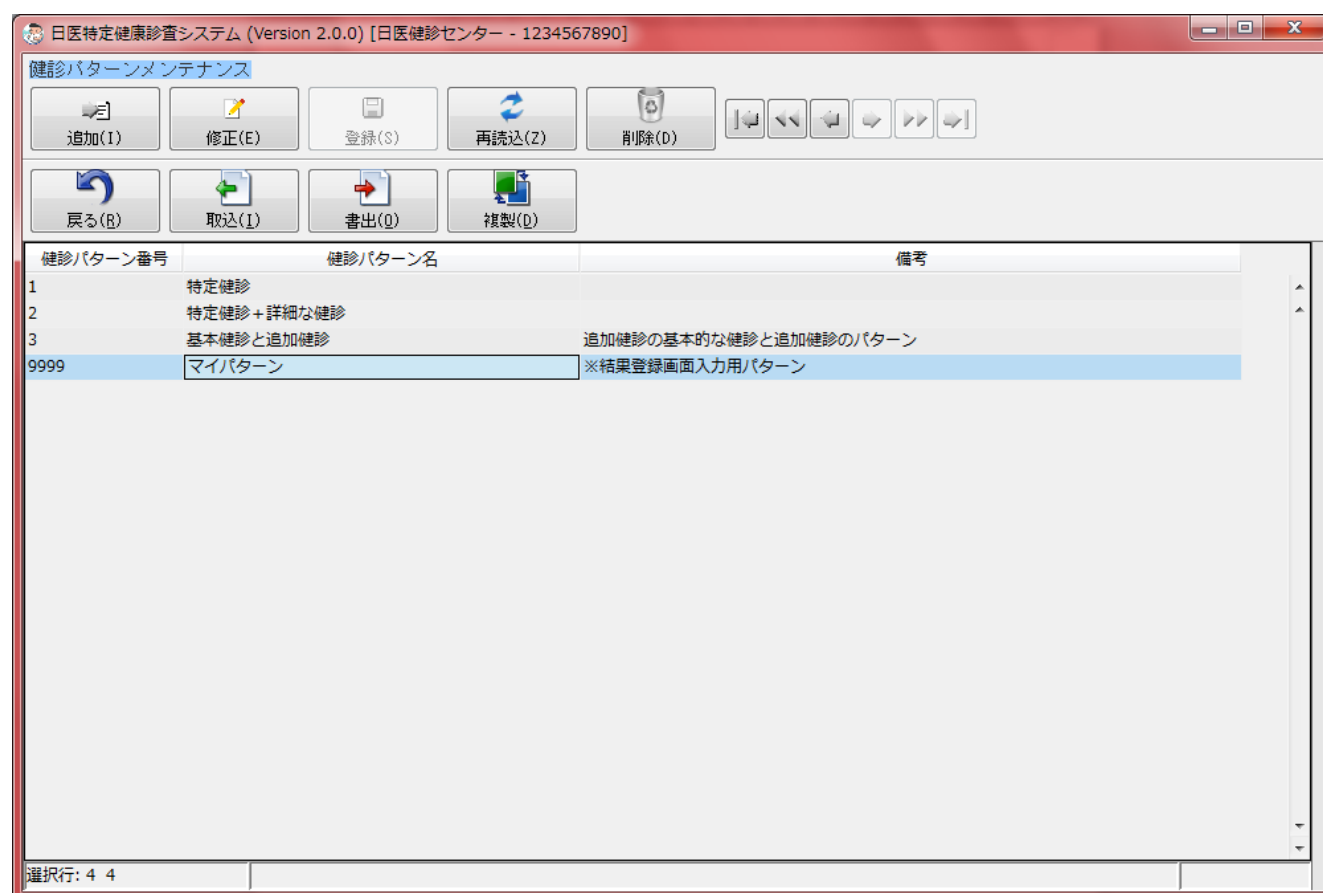 日医特定健康診査システム (Version 2.0.0) [日医健診センター - 1234567890]
健診パターンメンテナンス
追加(I) 修正(E) 登録(S) 再読込(Z) 削除(D)
戻る(R) 取込(I) 書出(O) 複製(D)
健診パターン番号 健診パターン名 備考
1 特定健診
2 特定健診+詳細な健診
3 基本健診と追加健診 追加健診の基本的な健診と追加健診のパターン
9999 マイパターン ※結果登録画面入力用パターン
選択行: 4 4